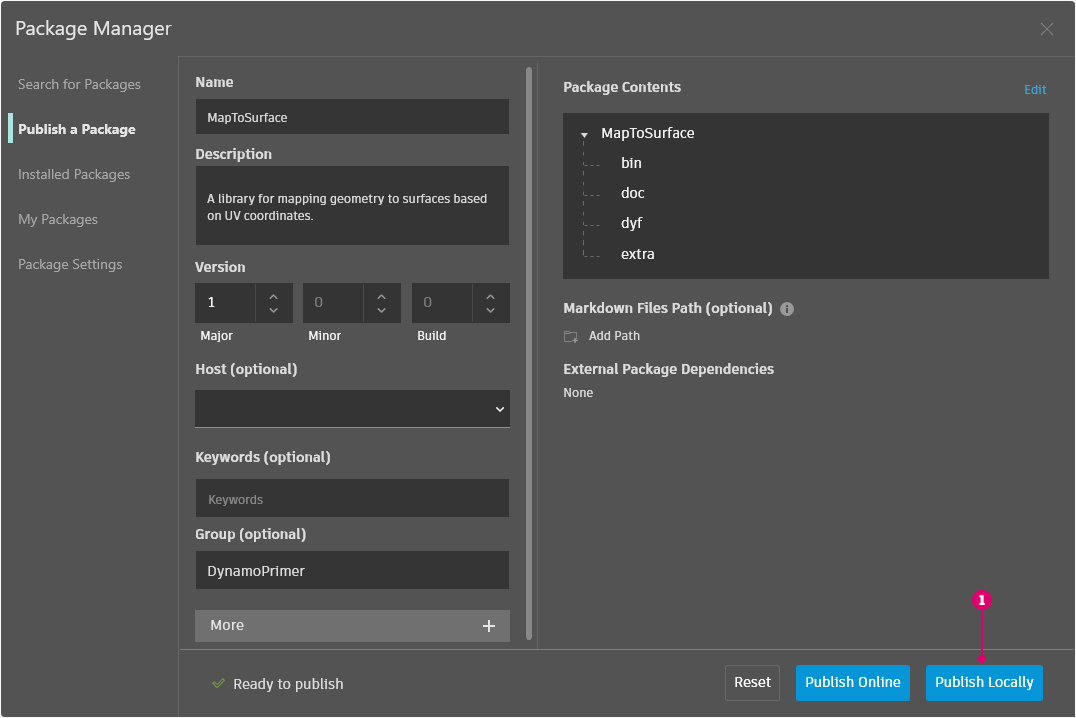 Package Manager
Search for Packages
Publish a Package
Installed Packages
My Packages
Package Settings
Name
MapToSurface
Description
A library for mapping geometry to surfaces based
on UV coordinates.
Version
1
0
0
Major
Minor
Build
Host (optional)
Keywords (optional)
Keywords
Group (optional)
DynamoPrimer
More
Package Contents
Edit
MapToSurface
bin
doc
dyf
extra
Markdown Files Path (optional)
Add Path
External Package Dependencies
None
1
Ready to publish
Reset
Publish Online
Publish Locally